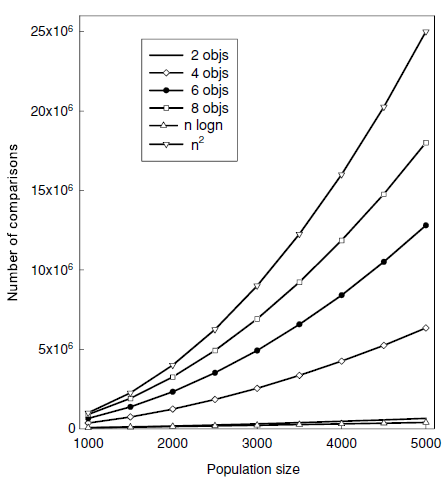 25x10⁶
20x10⁶
15x10⁶
10x10⁶
5x10⁶
0
Number of comparisons
2 objs
4 objs
6 objs
8 objs
n logn
n²
1000 2000 3000 4000 5000
Population size